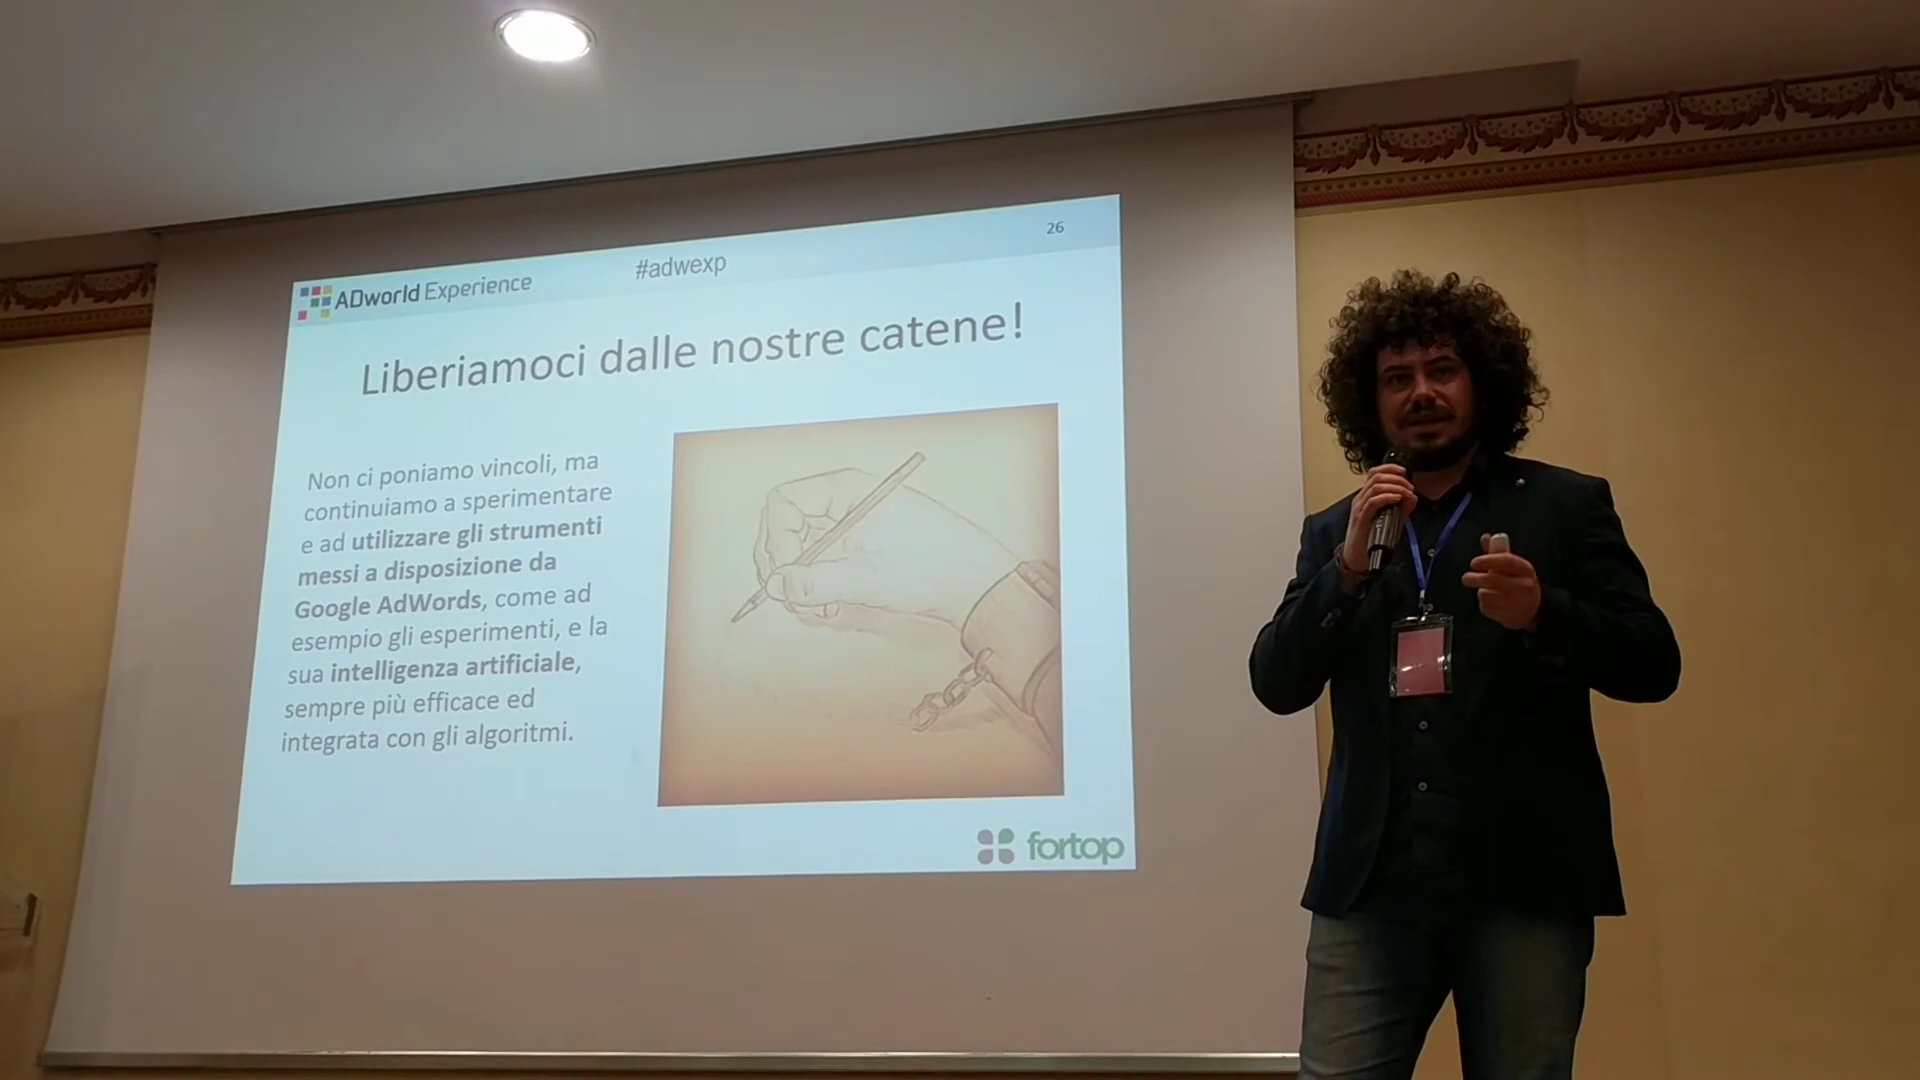 ADworld Experience
#adwexp
26
Liberiamoci dalle nostre catene!
Non ci poniamo vincoli, ma
continuiamo a sperimentare
e ad utilizzare gli strumenti
messi a disposizione da
Google AdWords, come ad
esempio gli esperimenti, e la
sua intelligenza artificiale,
sempre più efficace ed
integrata con gli algoritmi.
fortop